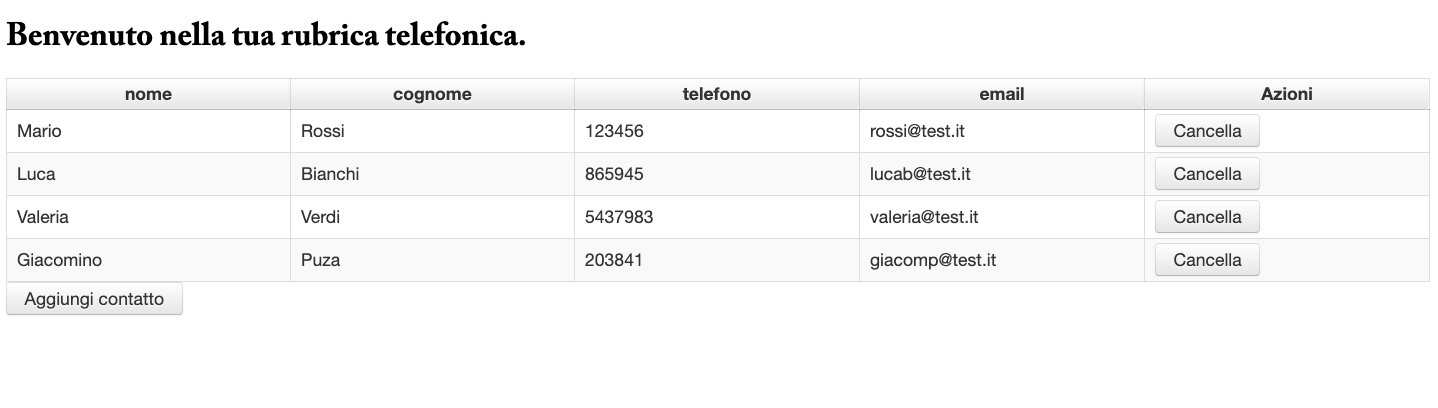 Benvenuto nella tua rubrica telefonica.
nome cognome telefono email Azioni
Mario Rossi 123456 rossi@test.it Cancella
Luca Bianchi 865945 lucab@test.it Cancella
Valeria Verdi 5437983 valeria@test.it Cancella
Giacomino Puza 203841 giacomp@test.it Cancella
Aggiungi contatto